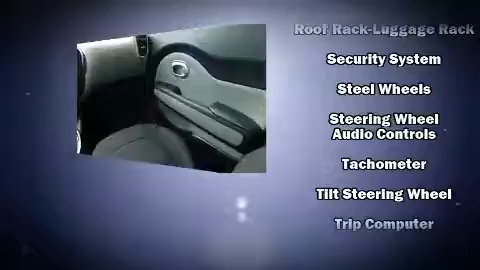 Roof Rack-Luggage Rack
Security System
Steel Wheels
Steering Wheel
Audio Controls
Tachometer
Tilt Steering Wheel
Trip Computer